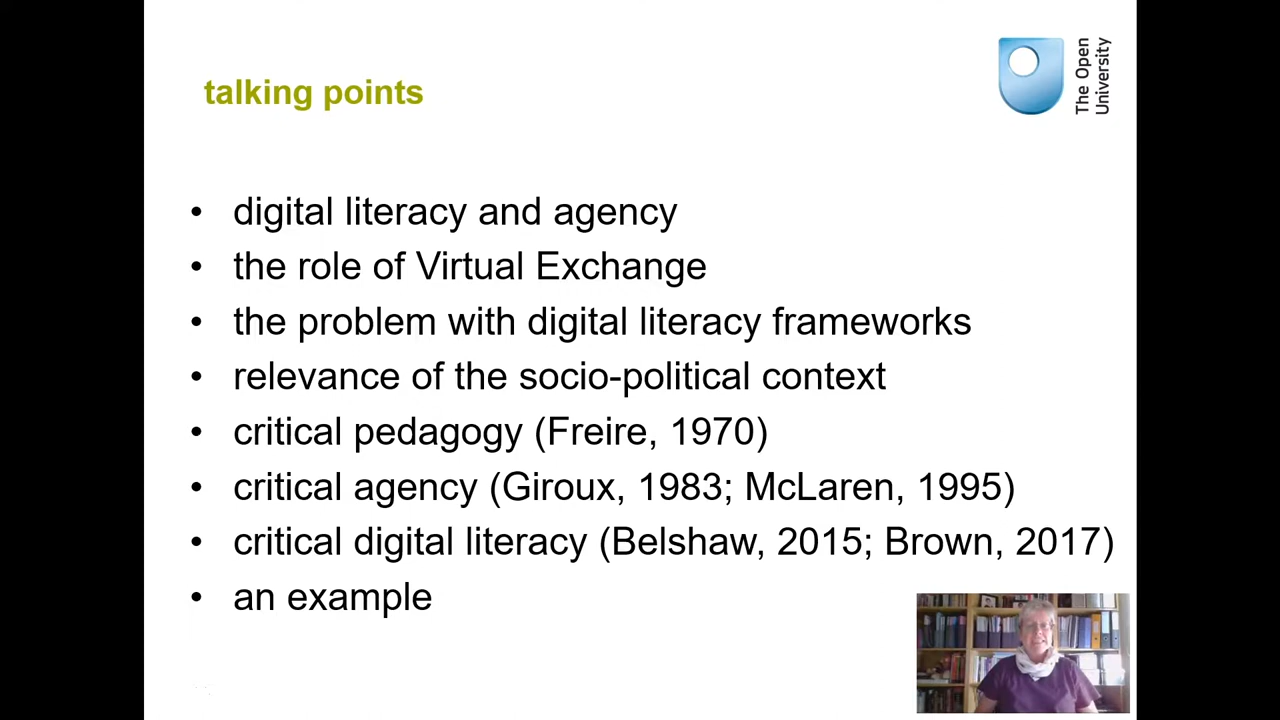 talking points
The Open
University
• digital literacy and agency
• the role of Virtual Exchange
• the problem with digital literacy frameworks
• relevance of the socio-political context
• critical pedagogy (Freire, 1970)
• critical agency (Giroux, 1983; McLaren, 1995)
• critical digital literacy (Belshaw, 2015; Brown, 2017)
• an example